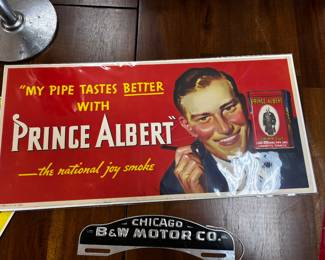 "MY PIPE TASTES BETTER
WITH
PRINCE ALBERT"
—the national joy smoke
PRINCE ALBERT
CHICAGO
B&W MOTOR CO.